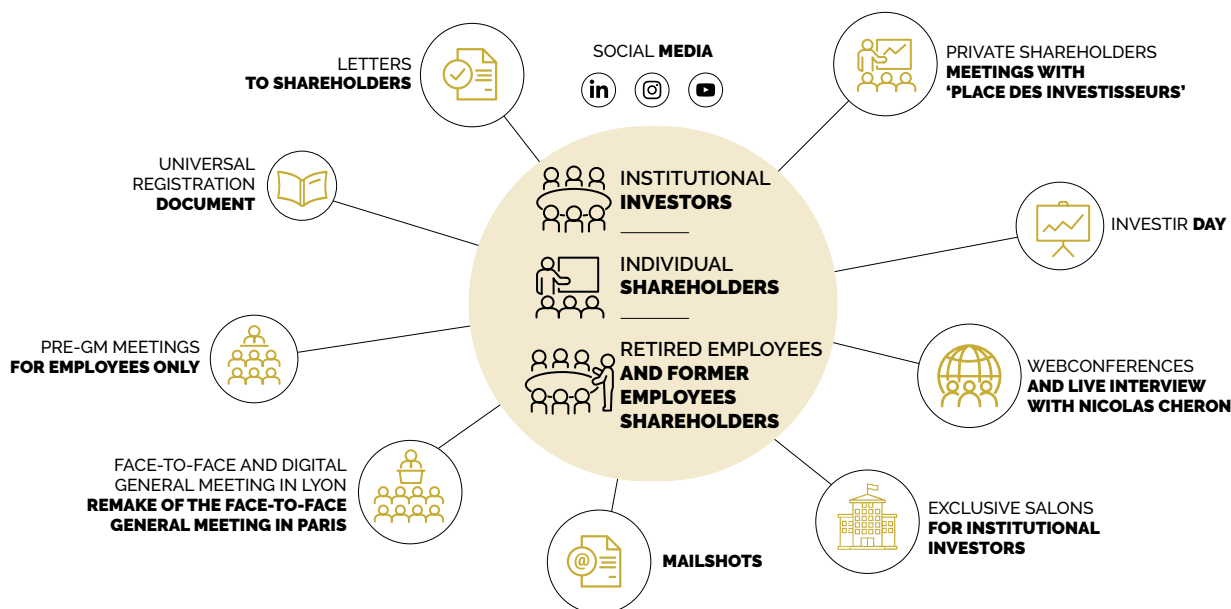 LETTERS
TO SHAREHOLDERS
SOCIAL MEDIA
in
PRIVATE SHAREHOLDERS
MEETINGS WITH
‘PLACE DES INVESTISSEURS’
UNIVERSAL
REGISTRATION
DOCUMENT
INSTITUTIONAL
INVESTORS
INVESTIR DAY
INDIVIDUAL
SHAREHOLDERS
PRE-GM MEETINGS
FOR EMPLOYEES ONLY
RETIRED EMPLOYEES
AND FORMER
EMPLOYEES
SHAREHOLDERS
WEBCONFERENCES
AND LIVE INTERVIEW
WITH NICOLAS CHERON
FACE-TO-FACE AND DIGITAL
GENERAL MEETING IN LYON
REMAKE OF THE FACE-TO-FACE
GENERAL MEETING IN PARIS
@
MAILSHOTS
EXCLUSIVE SALONS
FOR INSTITUTIONAL
INVESTORS